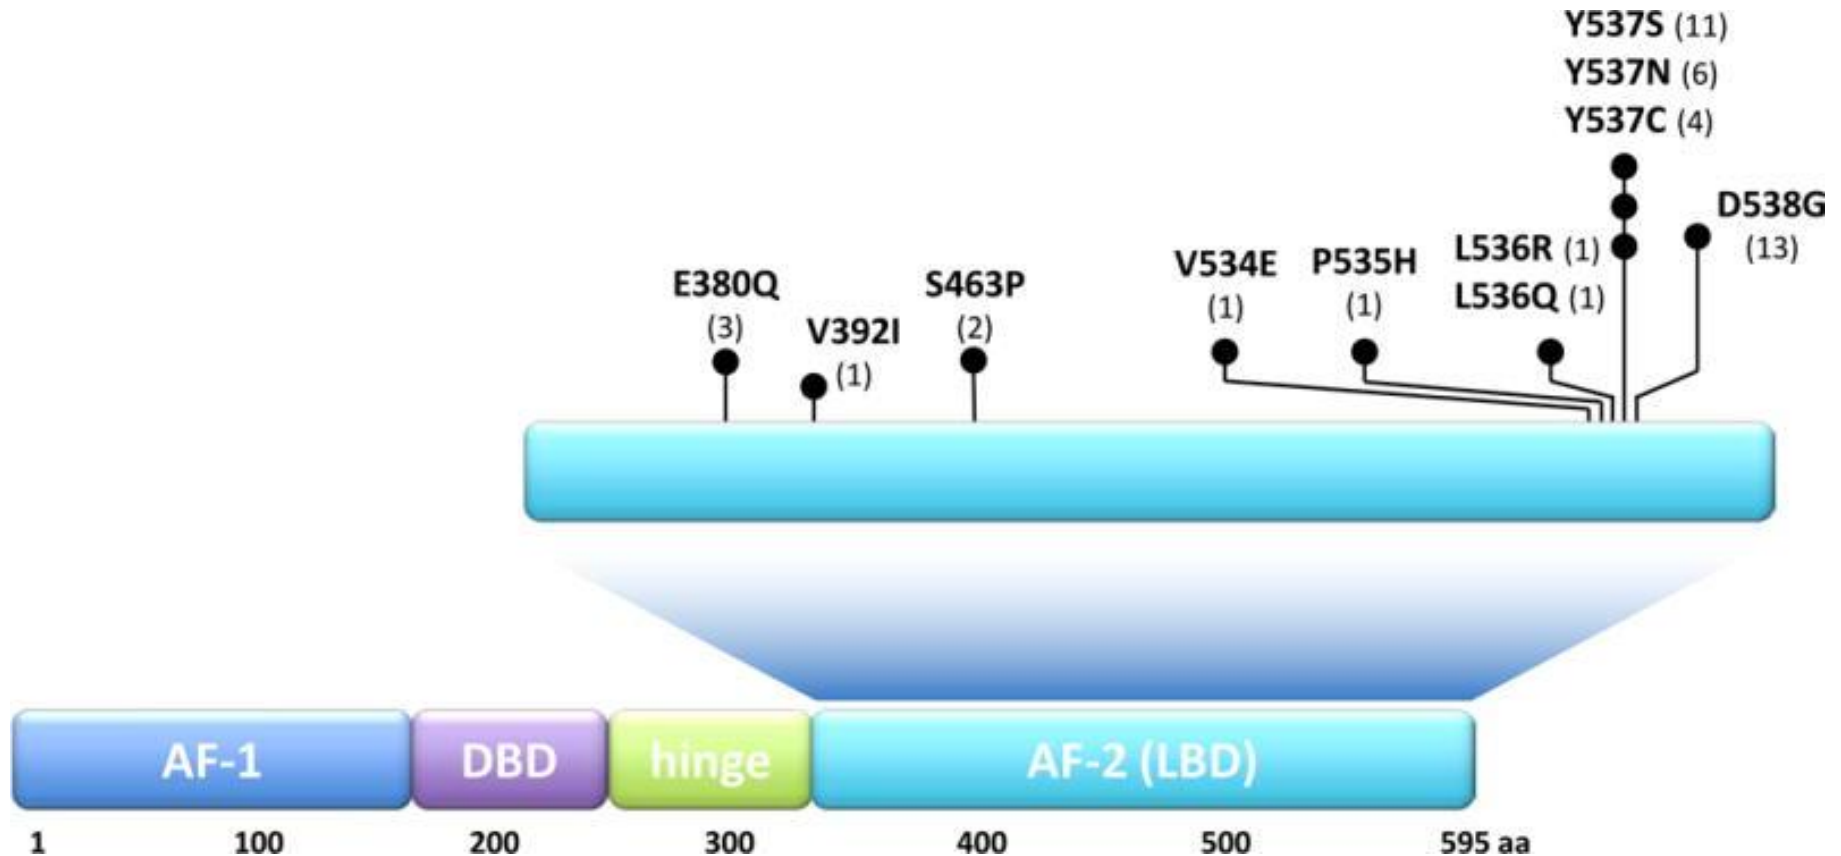 Y537S (11)
Y537N (6)
Y537C (4)
D538G
(13)
L536R (1)
L536Q (1)
V534E
(1)
P535H
(1)
E380Q
(3)
V392I
(1)
S463P
(2)
AF-1
DBD
hinge
AF-2 (LBD)
1 100 200 300 400 500 595 aa